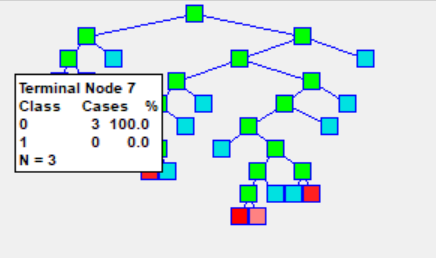 Terminal Node 7
Class Cases %
0 3 100.0
1 0 0.0
N = 3